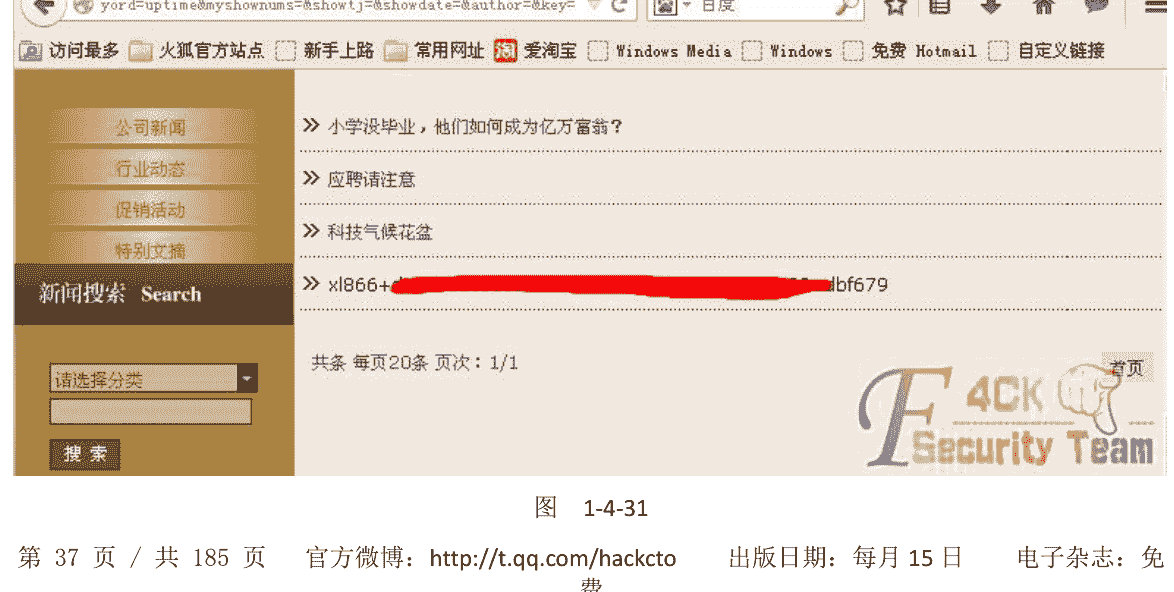 yord=uptime&myshownums=&showtj=&showdate=&author=&key=
百度
访问最多 火狐官方站点 新手上路 常用网址 淘 爱淘宝 Windows Media Windows 免费 Hotmail 自定义链接
公司新闻
行业动态
促销活动
特别文摘
新闻搜索 Search
请选择分类
搜 索
小学没毕业，他们如何成为亿万富翁？
应聘请注意
科技气候花盆
xl866+ dbf679
共条 每页20条 页次：1/1
首页
F4CK
Security Team
图 1-4-31
第 37 页 / 共 185 页 官方微博：http://t.qq.com/hackcto 出版日期：每月 15 日 电子杂志：免
费